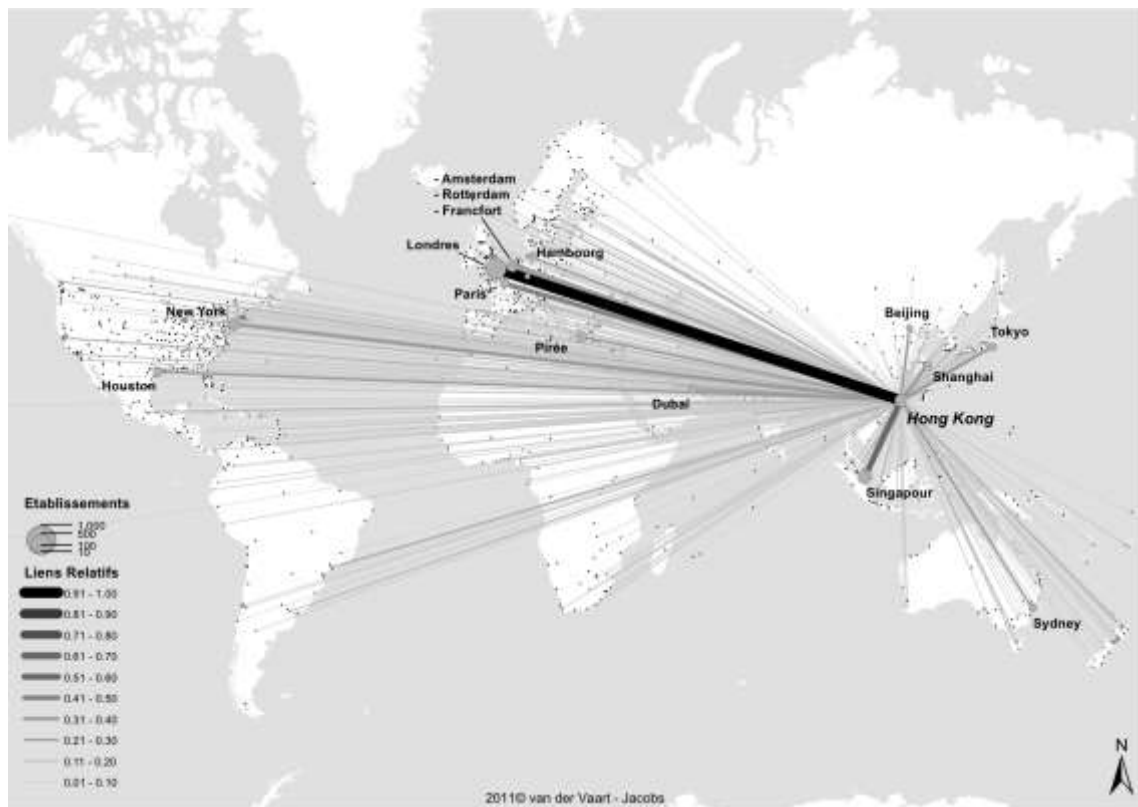 - Amsterdam
- Rotterdam
- Francfort
Londres
Hambourg
Paris
New York
Beijing
Tokyo
Pirée
Houston
Shanghai
Dubai
Hong Kong
Singapour
Sydney
Etablissements
1,000
500
100
10
Liens Relatifs
0.91 - 1.00
0.81 - 0.90
0.71 - 0.80
0.61 - 0.70
0.51 - 0.60
0.41 - 0.50
0.31 - 0.40
0.21 - 0.30
0.11 - 0.20
0.01 - 0.10
N
2011© van der Vaart - Jacobs